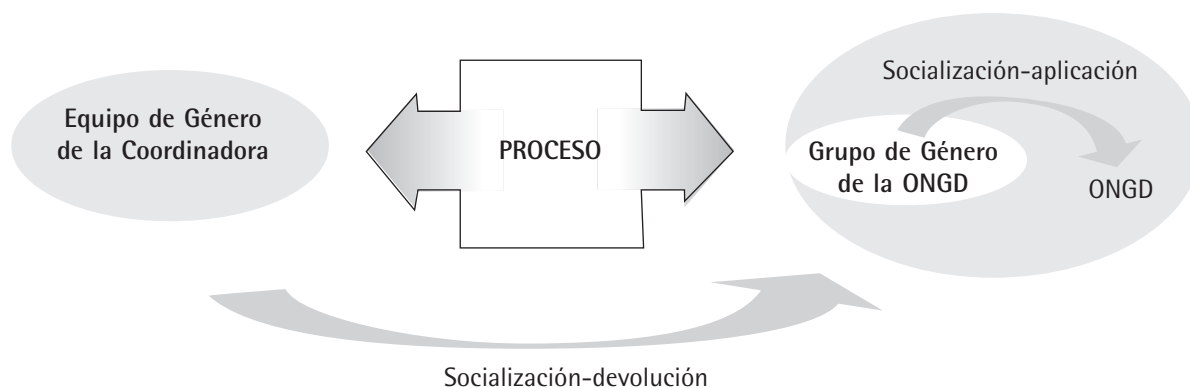 Equipo de Género
de la Coordinadora
PROCESO
Socialización-aplicación
Grupo de Género
de la ONGD
ONGD
Socialización-devolución